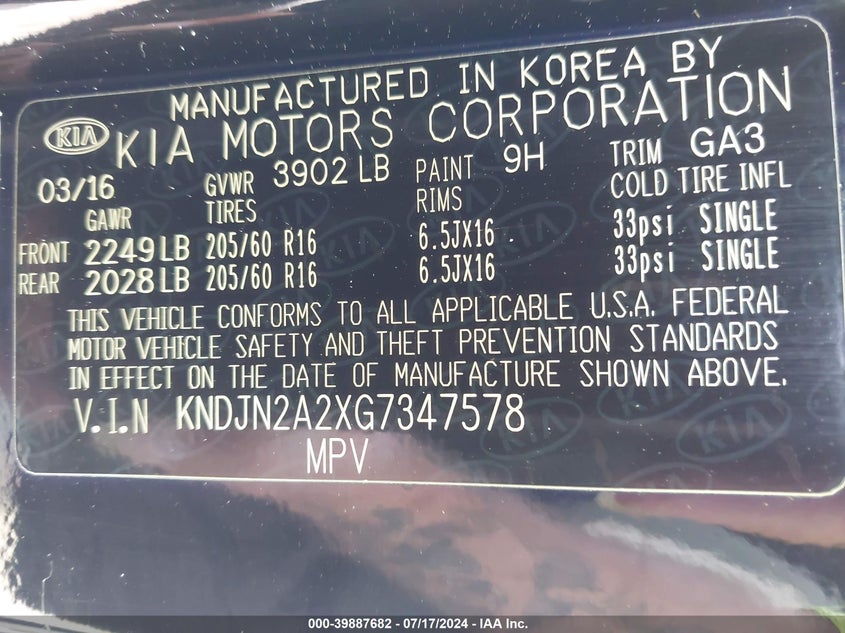 MANUFACTURED IN KOREA BY
KIA KIA MOTORS CORPORATION
03/16 GVWR 3902 LB PAINT 9H TRIM GA3
GAWR TIRES RIMS COLD TIRE INFL
FRONT 2249 LB 205/60 R16 6.5JX16 33psi SINGLE
REAR 2028 LB 205/60 R16 6.5JX16 33psi SINGLE
THIS VEHICLE CONFORMS TO ALL APPLICABLE U.S.A. FEDERAL
MOTOR VEHICLE SAFETY AND THEFT PREVENTION STANDARDS
IN EFFECT ON THE DATE OF MANUFACTURE SHOWN ABOVE.
V.I.N KNDJN2A2XG7347578
MPV
000-39887682 - 07/17/2024 - IAA Inc.